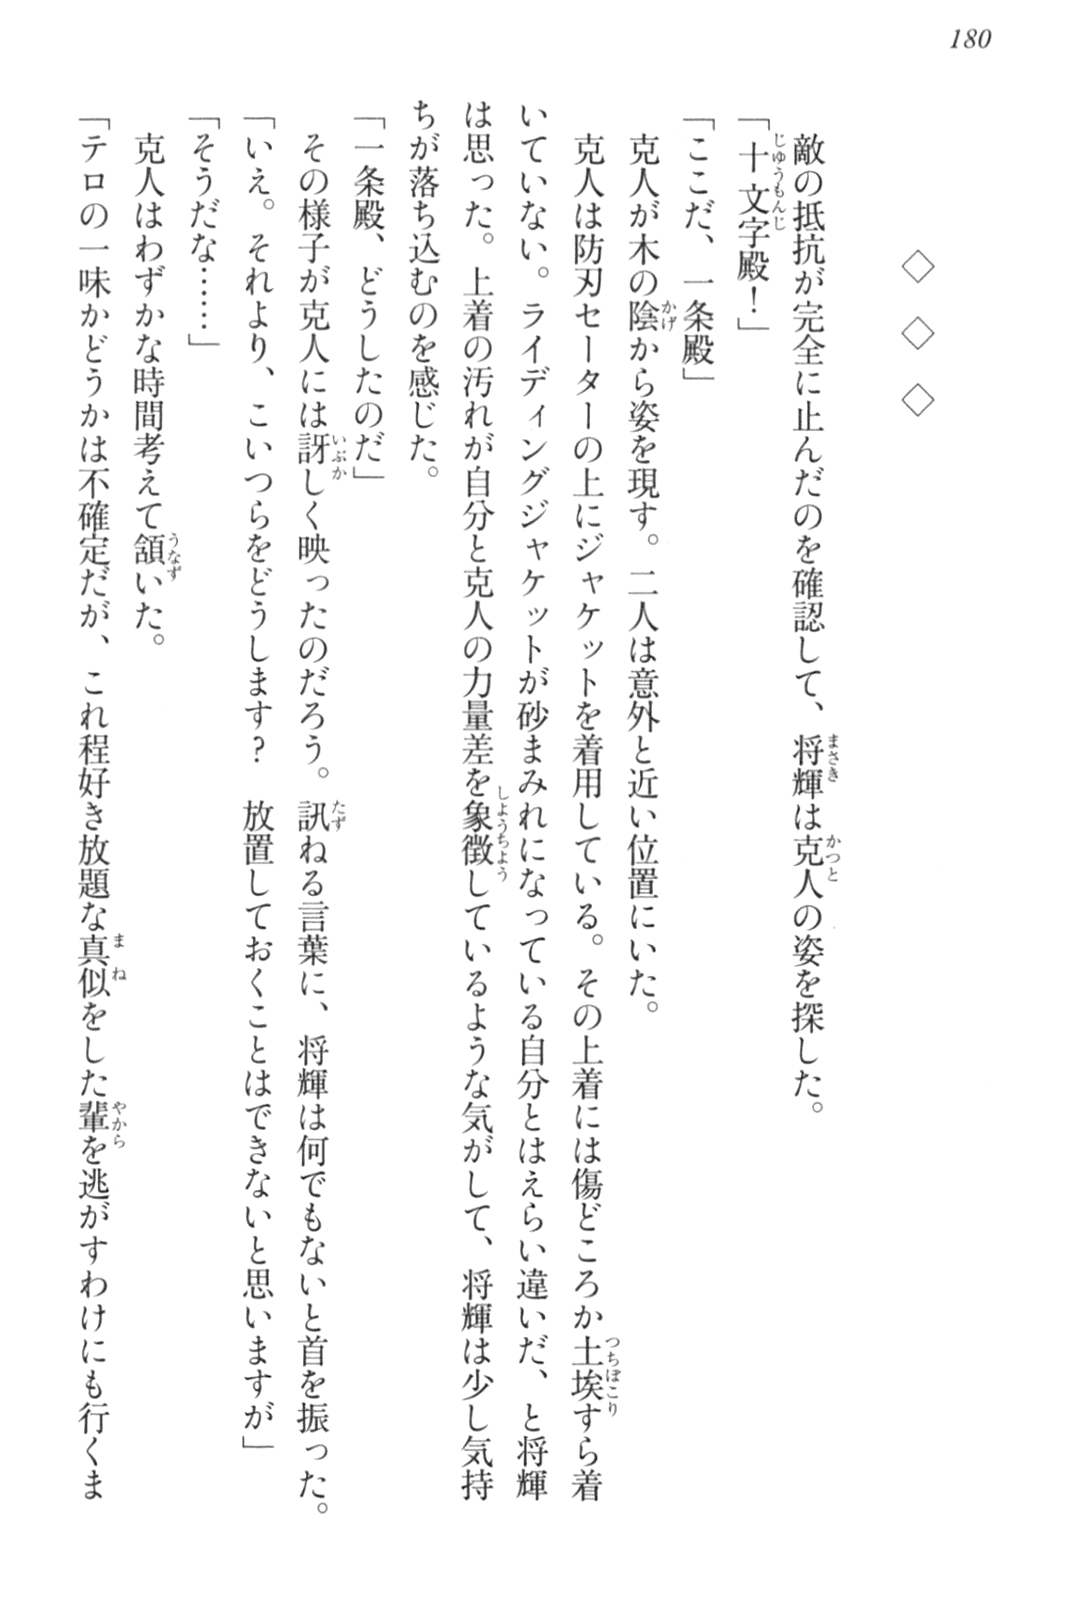 180
◇ ◇ ◇
敵の抵抗が完全に止んだのを確認して、将輝は克人の姿を探した。
「十文字殿！」
「ここだ、一条殿」
克人が木の陰から姿を現す。二人は意外と近い位置にいた。
克人は防刃セーターの上にジャケットを着用している。その上着には傷どころか土埃すら着
いていない。ライディングジャケットが砂まみれになっている自分とはえらい違いだ、と将輝
は思った。上着の汚れが自分と克人の力量差を象徴しているような気がして、将輝は少し気持
ちが落ち込むのを感じた。
「一条殿、どうしたのだ」
その様子が克人には訝しく映ったのだろう。訊ねる言葉に、将輝は何でもないと首を振った。
「いえ。それより、こいつらをどうします？　放置しておくことはできないと思いますが」
「そうだな……」
克人はわずかな時間考えて頷いた。
「テロの一味かどうかは不確定だが、これ程好き放題な真似をした輩を逃がすわけにも行くま